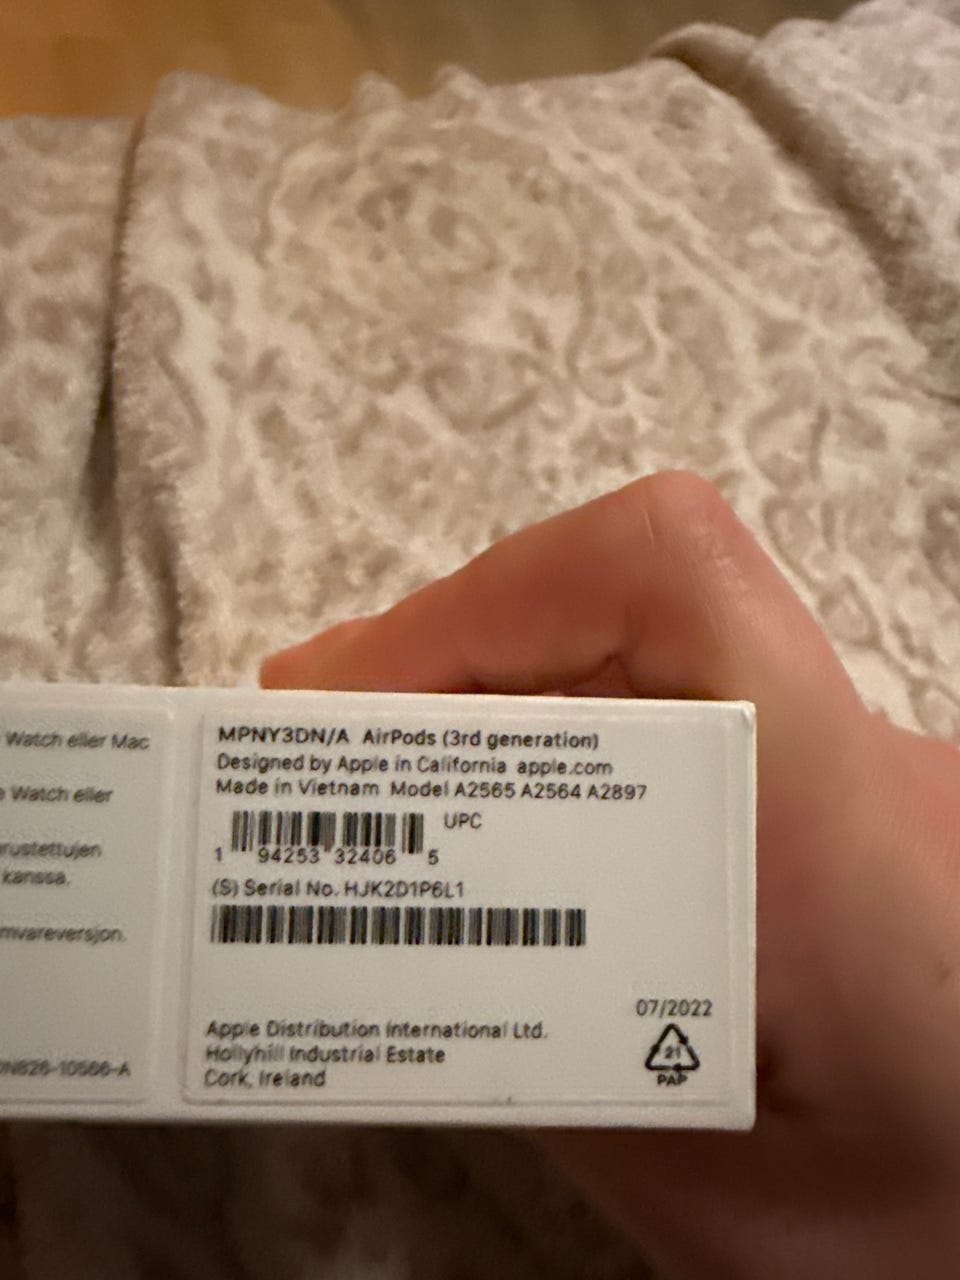 Watch eller Mac
Watch eller
kanssa.
MPNY3DN/A AirPods (3rd generation)
Designed by Apple in California apple.com
Made in Vietnam Model A2565 A2564 A2897
UPC
1 94253 32406 5
(S) Serial No. HJK2D1P6L1
Apple Distribution International Ltd.
Hollyhill Industrial Estate
Cork, Ireland
07/2022
21
PAP